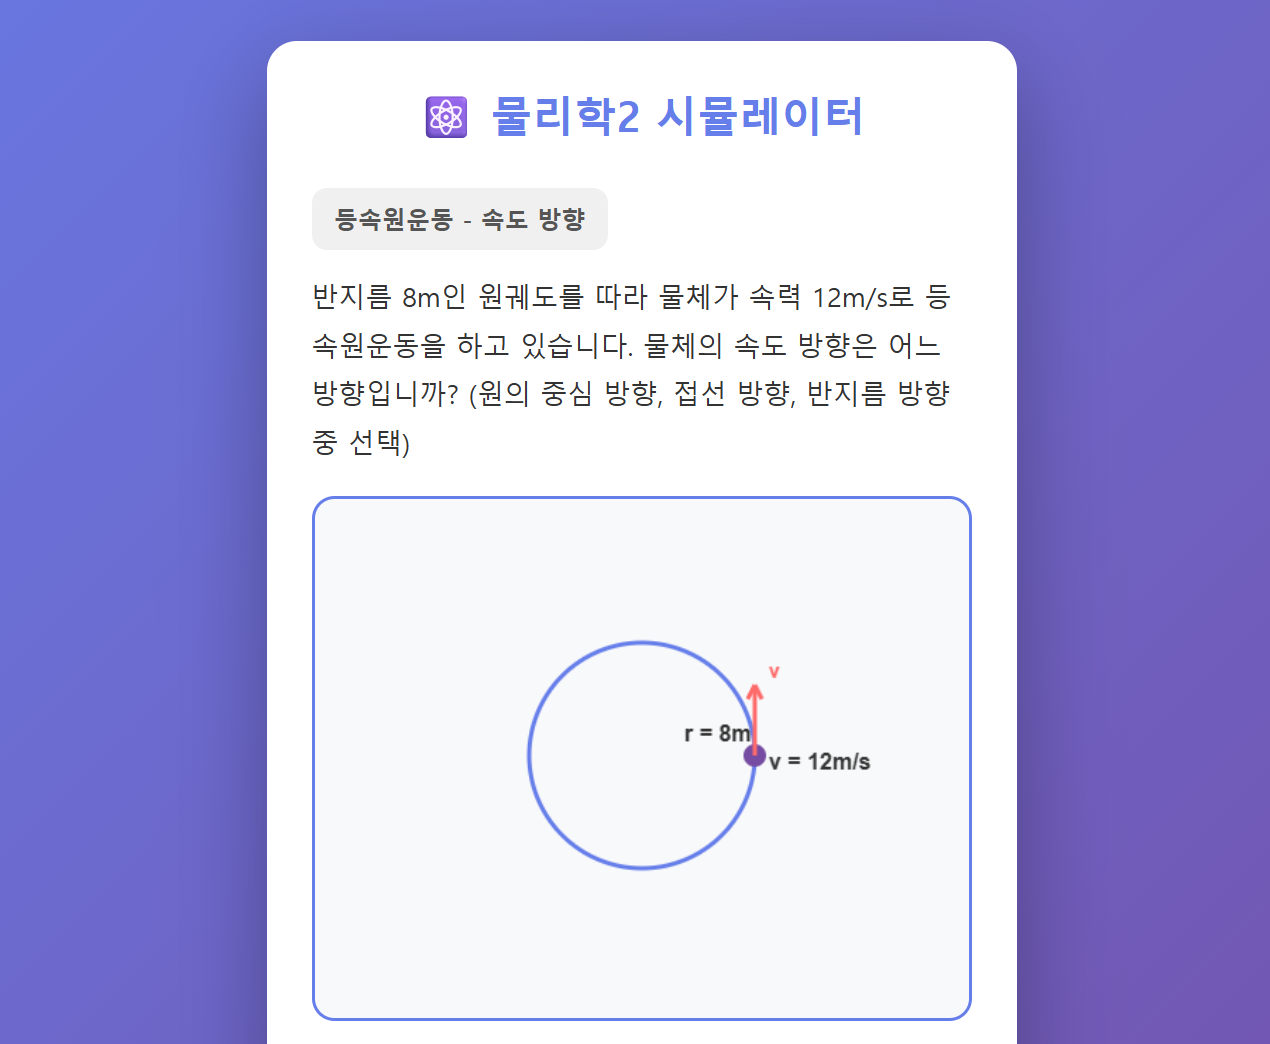 물리학2 시뮬레이터
등속원운동 - 속도 방향
반지름 8m인 원궤도를 따라 물체가 속력 12m/s로 등
속원운동을 하고 있습니다. 물체의 속도 방향은 어느
방향입니까? (원의 중심 방향, 접선 방향, 반지름 방향
중 선택)
v
r = 8m
v = 12m/s